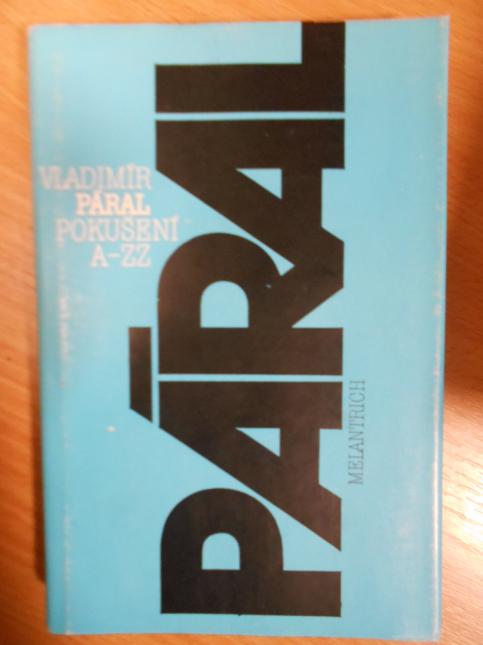 VLADIMÍR
PÁRAL
POKUŠENÍ
A-ZZ
PÁRAL
MELANTRICH